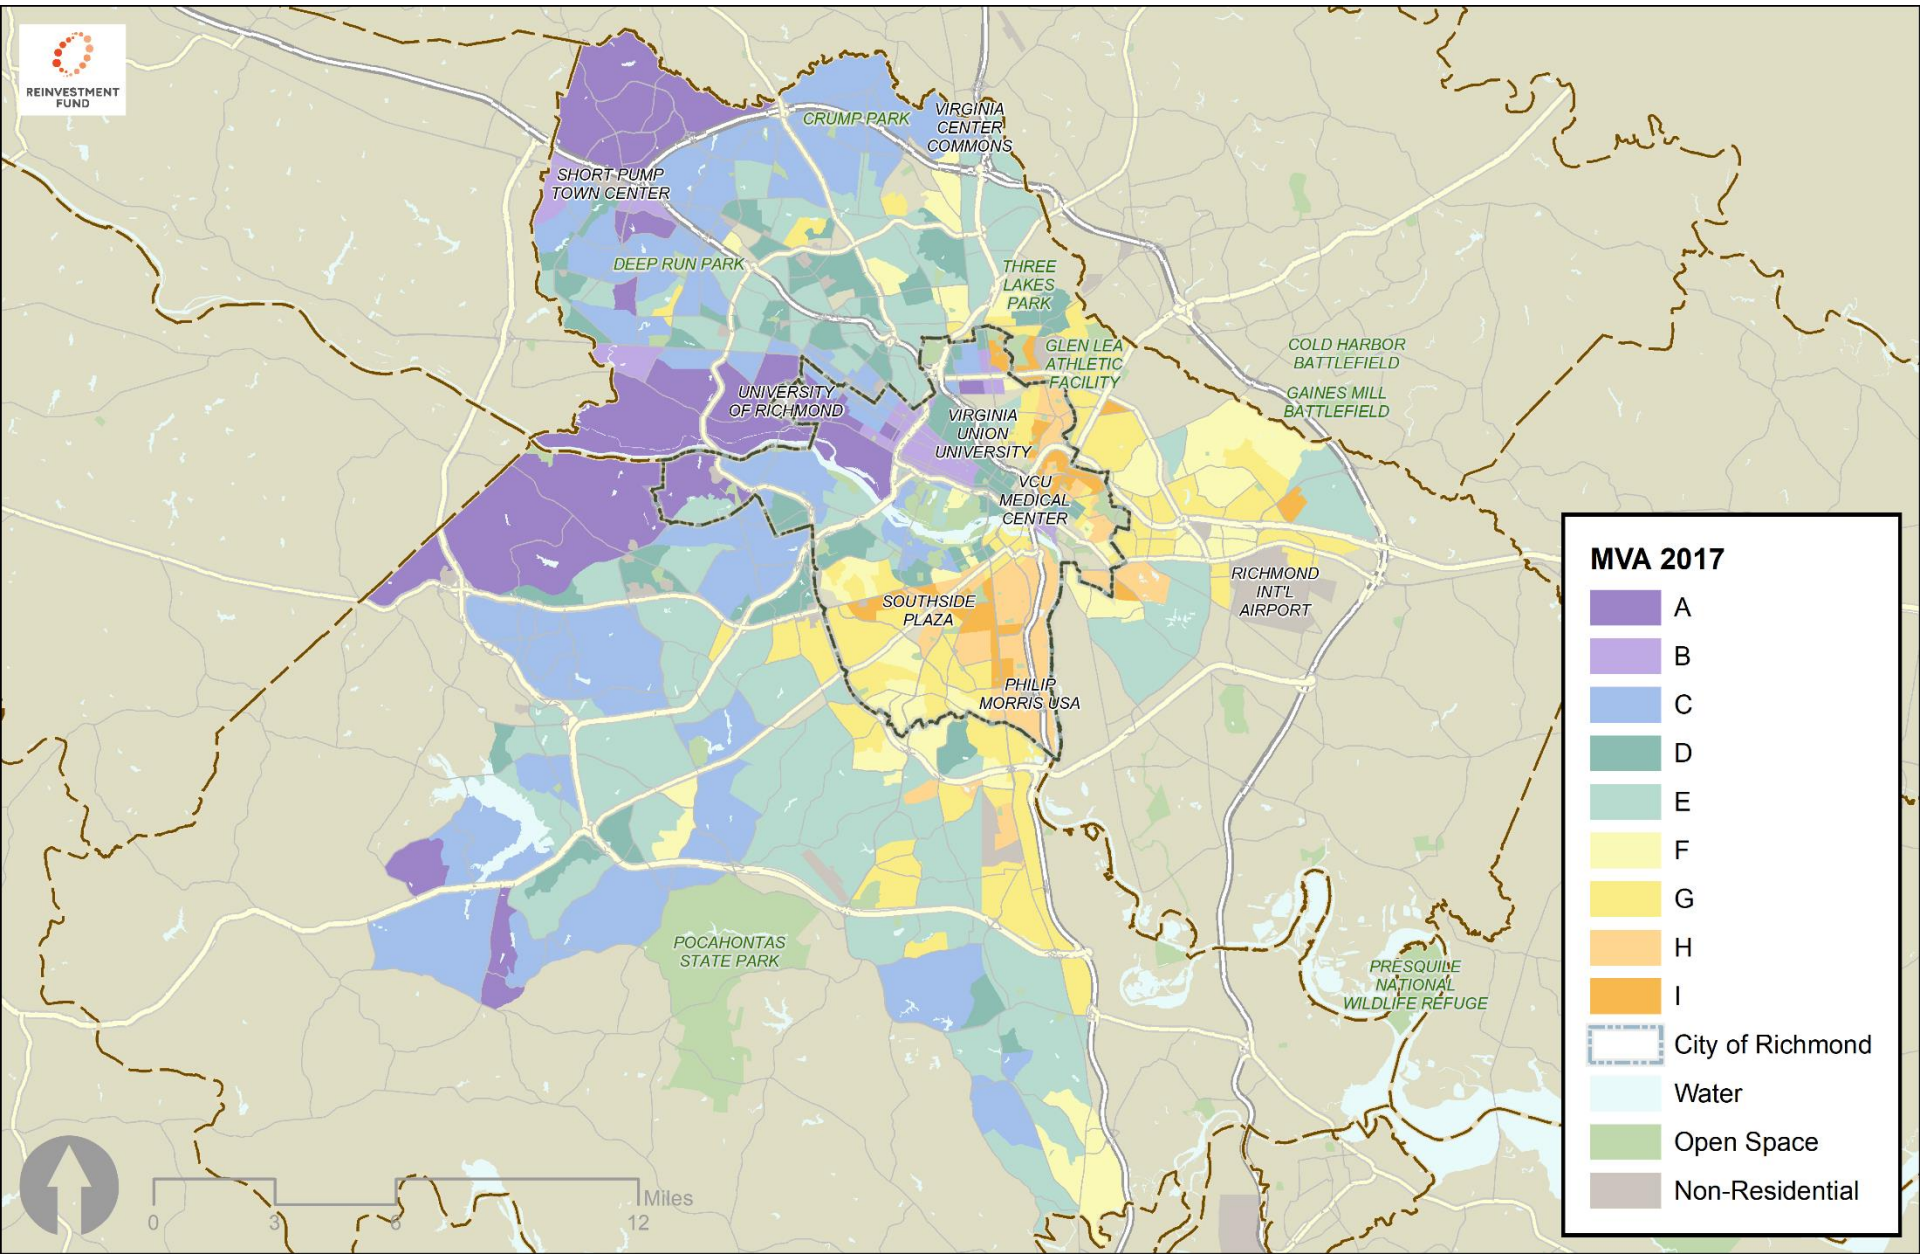 REINVESTMENT
FUND
CRUMP PARK
VIRGINIA
CENTER
COMMONS
SHORT PUMP
TOWN CENTER
DEEP RUN PARK
THREE
LAKES
PARK
GLEN LEA
ATHLETIC
FACILITY
COLD HARBOR
BATTLEFIELD
GAINES MILL
BATTLEFIELD
UNIVERSITY
OF RICHMOND
VIRGINIA
UNION
UNIVERSITY
VCU
MEDICAL
CENTER
RICHMOND
INT'L
AIRPORT
SOUTHSIDE
PLAZA
PHILIP
MORRIS USA
POCAHONTAS
STATE PARK
PRESQUILE
NATIONAL
WILDLIFE REFUGE
MVA 2017
A
B
C
D
E
F
G
H
I
City of Richmond
Water
Open Space
Non-Residential
Miles
0 3 6 12